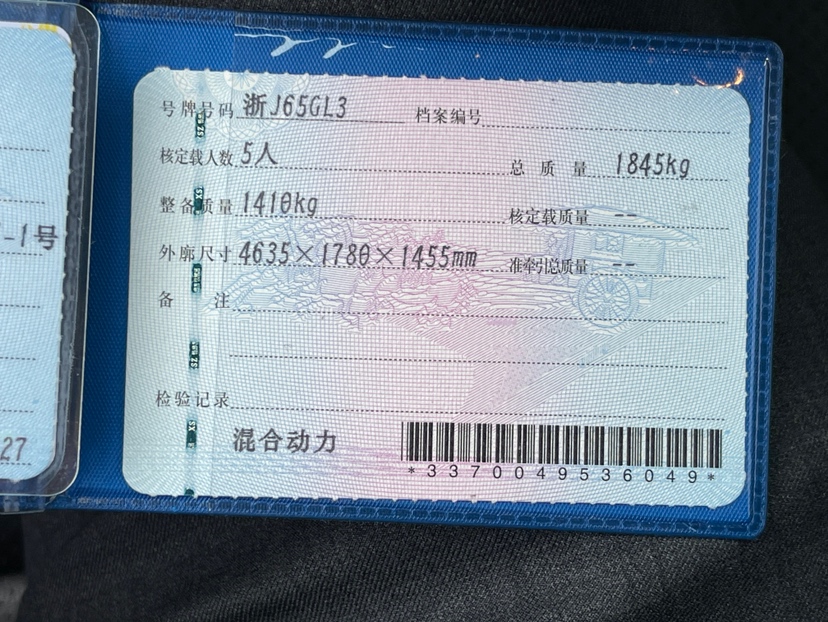 号牌号码 浙J65GL3 档案编号
核定载人数 5人 总质量 1845kg
整备质量 1410kg 核定载质量 --
外廓尺寸 4635×1780×1455mm 准牵引总质量 --
备注
检验记录
混合动力
*3370049536049*
-1号
27